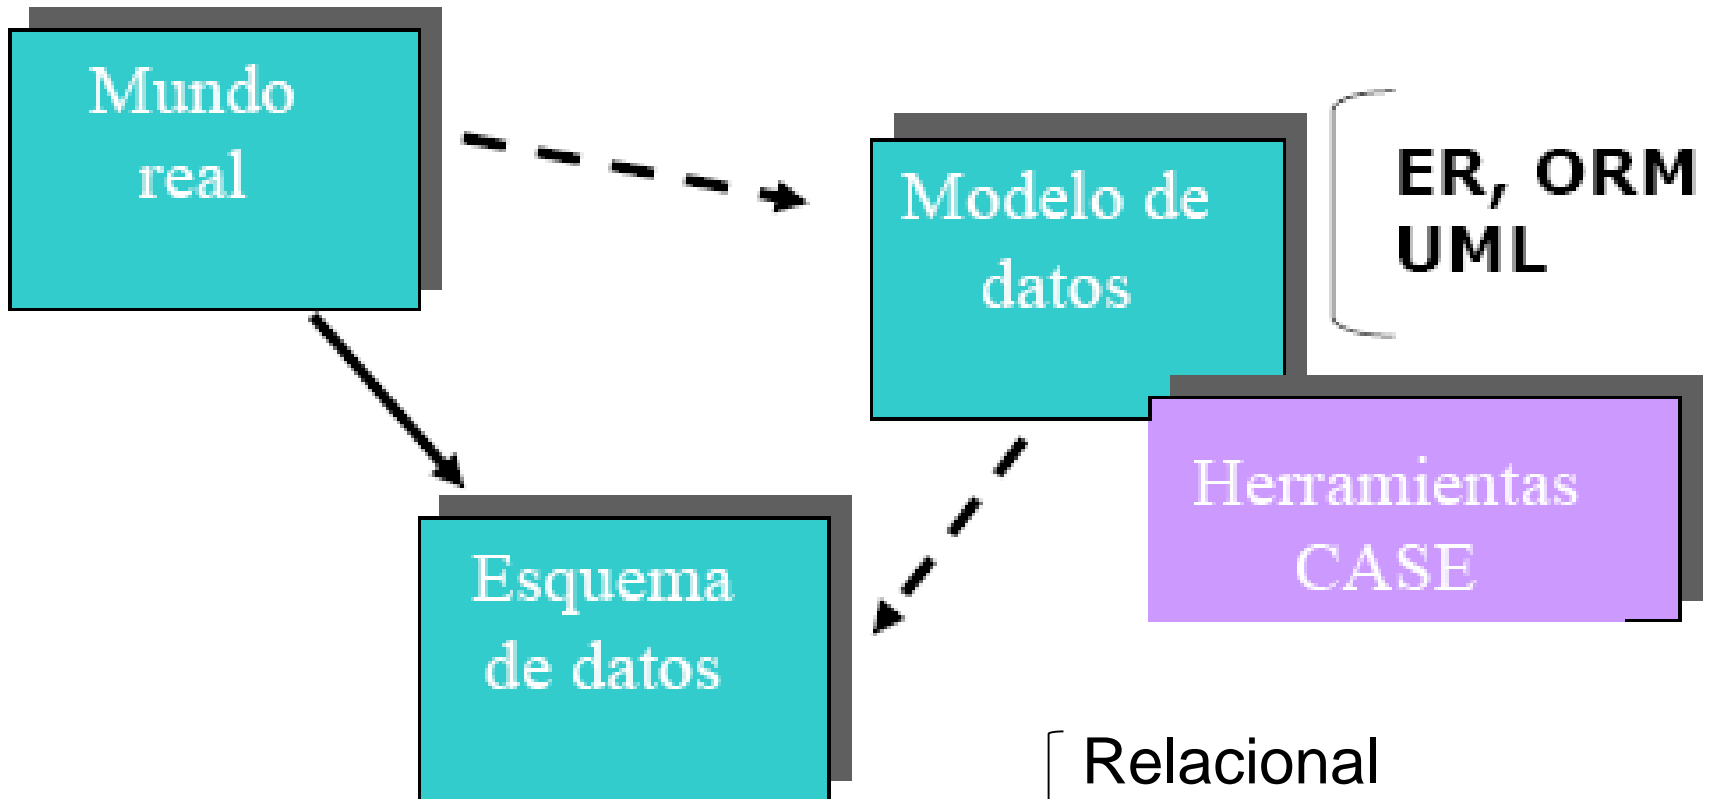 Mundo
real
Modelo de
datos
ER, ORM
UML
Herramientas
CASE
Esquema
de datos
Relacional